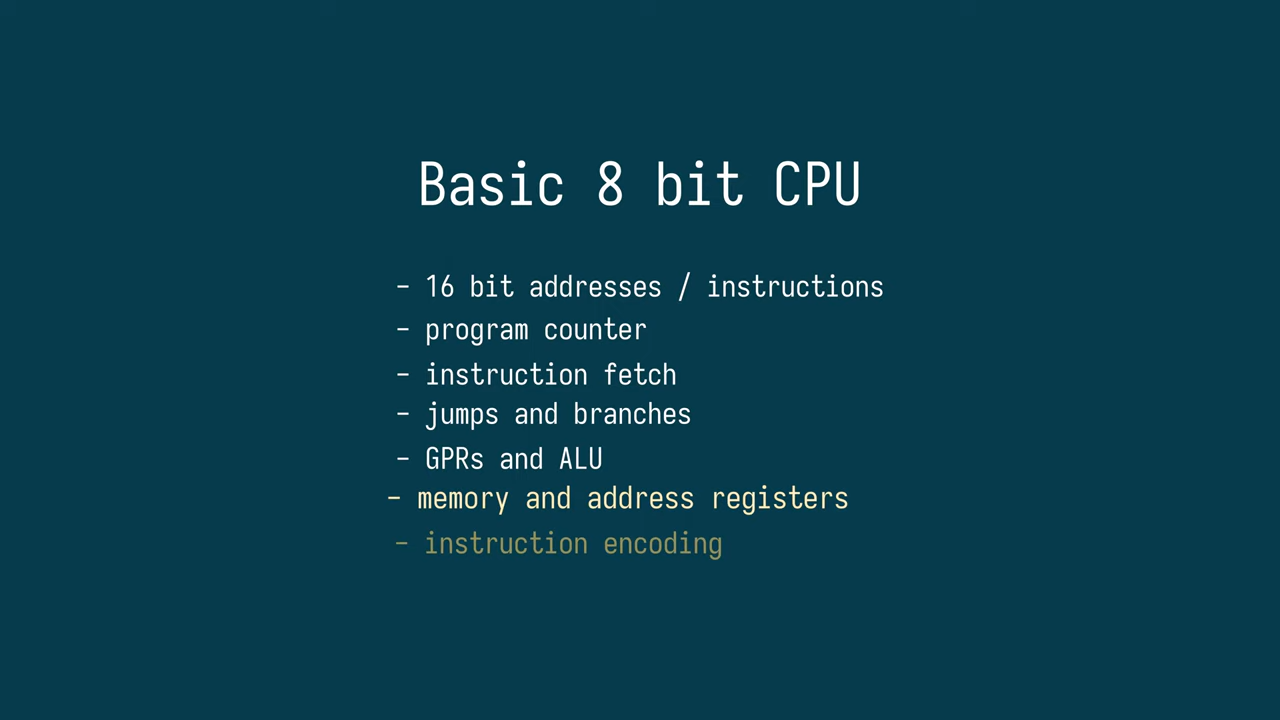 Basic 8 bit CPU
- 16 bit addresses / instructions
- program counter
- instruction fetch
- jumps and branches
- GPRs and ALU
- memory and address registers
- instruction encoding